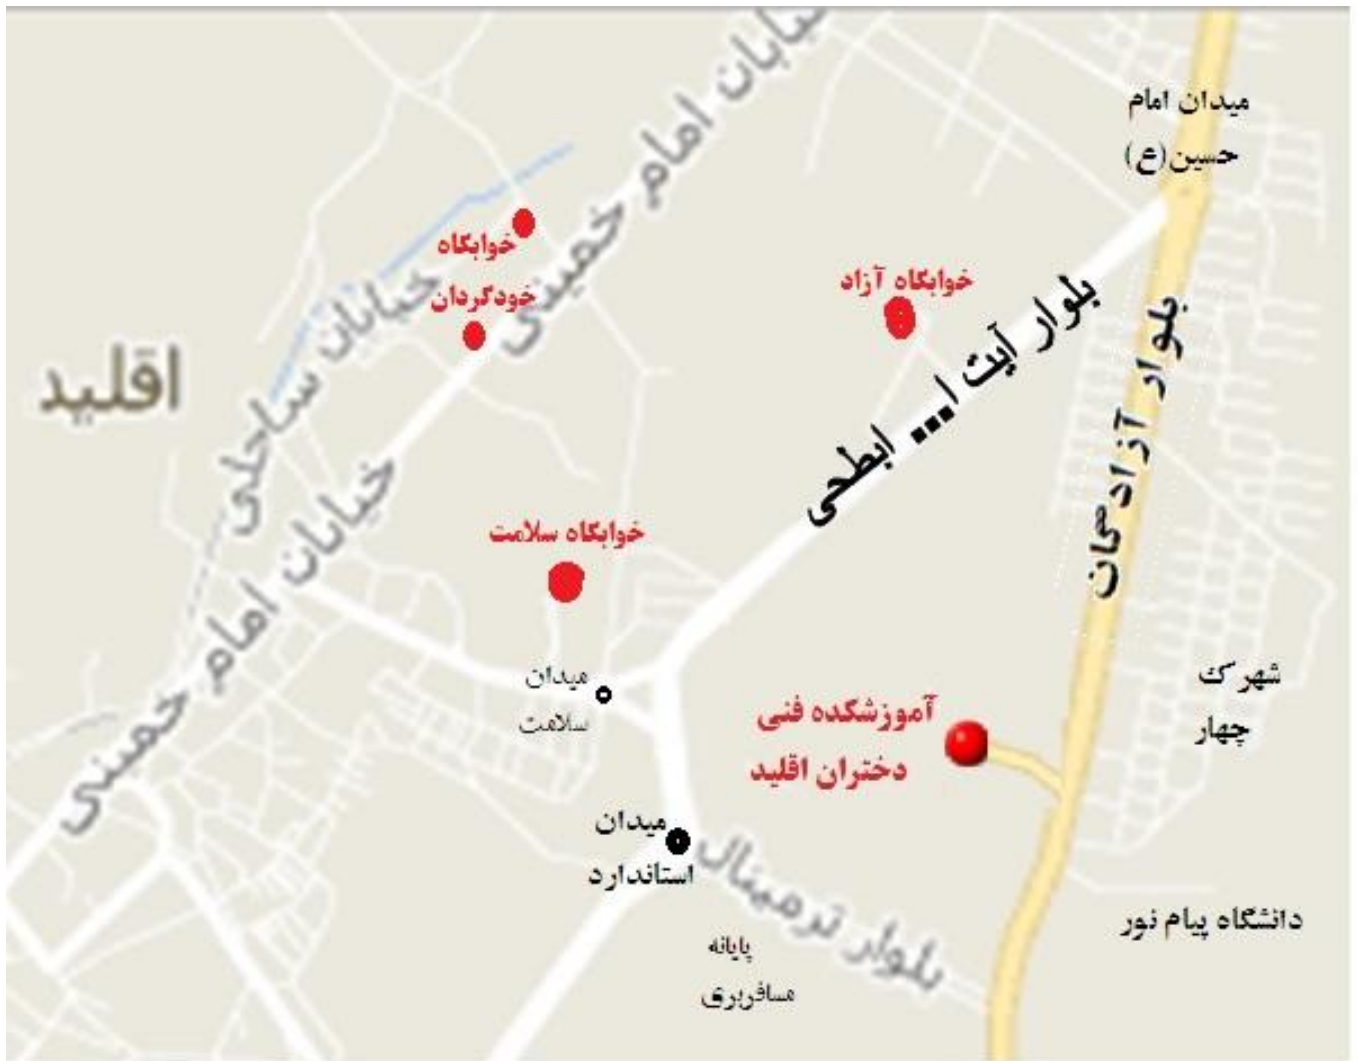 خیابان امام خمینی
میدان امام
حسین(ع)
خوابگاه
خودگردان
خوابگاه آزاد
بلوار آیت ا... ابطحی
بلوار آزادگان
خیابان ساحلی
اقلید
خیابان امام خمینی
خوابگاه سلامت
میدان
سلامت
شهرک
چهار
آموزشکده فنی
دختران اقلید
میدان
استاندارد
بلوار ترمینال
دانشگاه پیام نور
پایانه
مسافربری